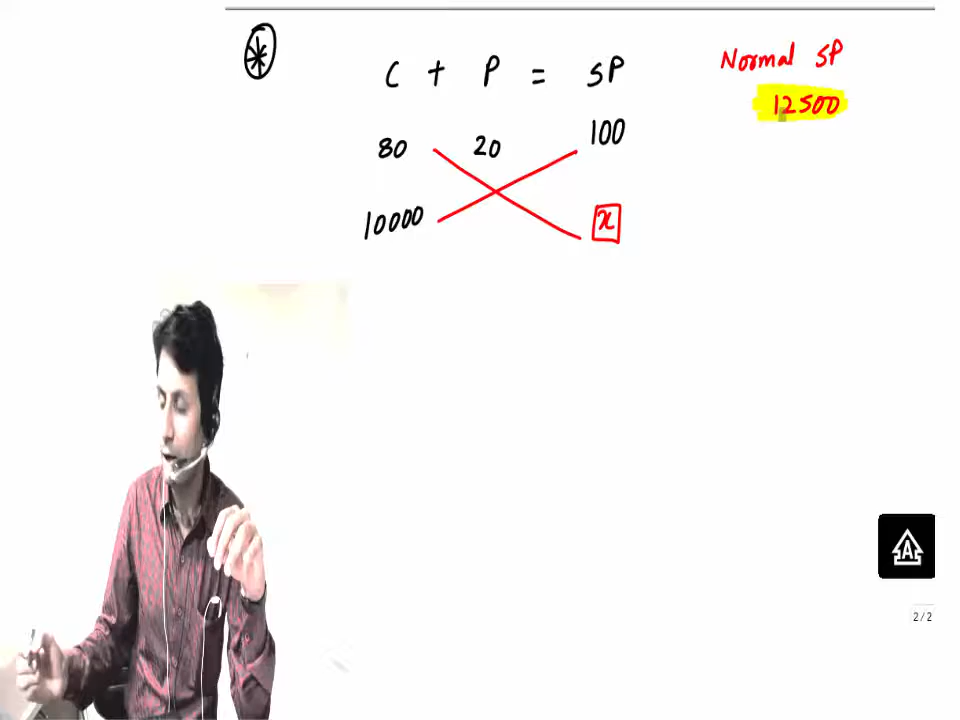 C + P = SP
80 20 100
10000 x
Normal SP
12500
A
2/2